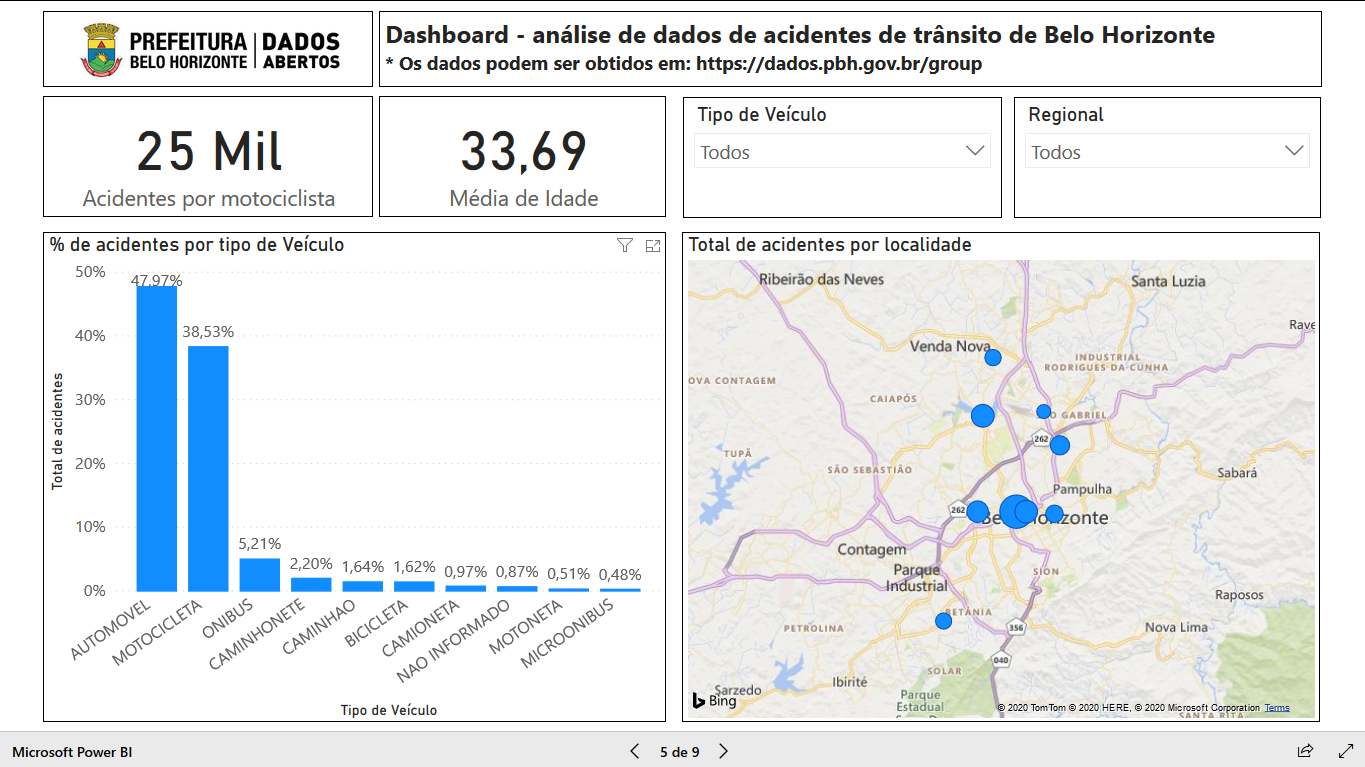 PREFEITURA
BELO HORIZONTE
DADOS
ABERTOS
Dashboard - análise de dados de acidentes de trânsito de Belo Horizonte
* Os dados podem ser obtidos em: https://dados.pbh.gov.br/group
25 Mil
Acidentes por motociclista
33,69
Média de Idade
Tipo de Veículo
Todos
Regional
Todos
% de acidentes por tipo de Veículo
Total de acidentes
50%
40%
30%
20%
10%
0%
47,97%
38,53%
5,21%
2,20%
1,64%
1,62%
0,97%
0,87%
0,51%
0,48%
AUTOMOVEL
MOTOCICLETA
ONIBUS
CAMINHONETE
CAMINHAO
BICICLETA
CAMIONETA
NAO INFORMADO
MOTONETA
MICROONIBUS
Tipo de Veículo
Total de acidentes por localidade
Ribeirão das Neves
Santa Luzia
Rave
Venda Nova
INDUSTRIAL
RODRIGUES DA CUNHA
OVA CONTAGEM
CAIAPÓS
O GABRIEL
262
TUPÃ
SÃO SEBASTIÃO
Sabará
Pampulha
262
Be orizonte
Contagem
Parque
Industrial
SION
Raposos
BETÂNIA
PETROLINA
356
Nova Lima
040
SOLAR
Ibirité
Sarzedo
Parque
Estadual
Bing
© 2020 TomTom © 2020 HERE, © 2020 Microsoft Corporation Terms
SANTA RITA
Microsoft Power BI
5 de 9